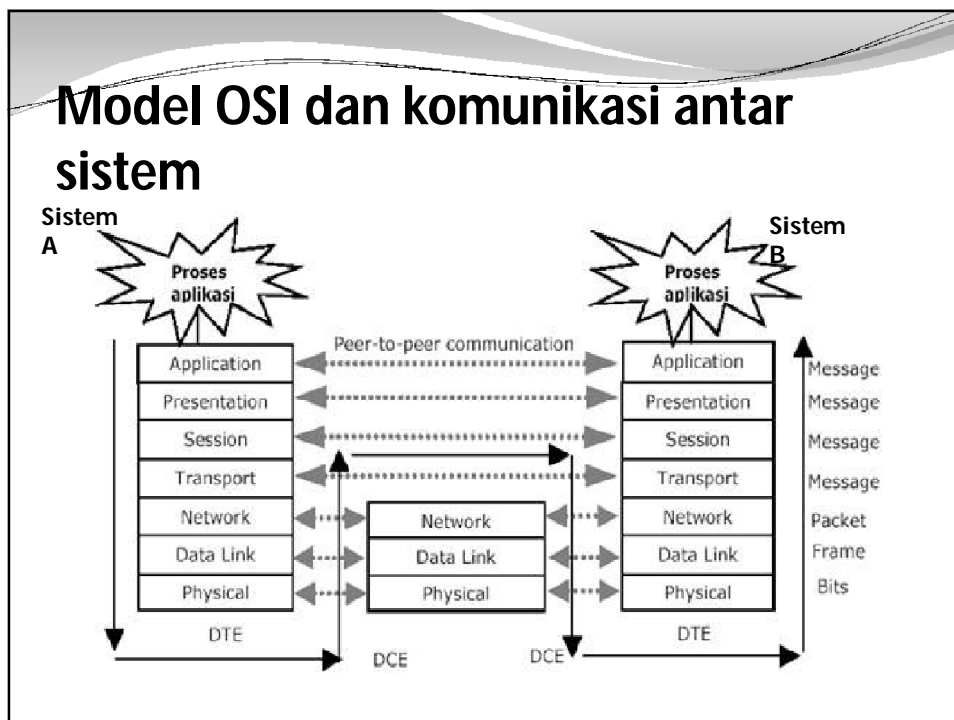 Model OSI dan komunikasi antar
sistem
Sistem
A
Sistem
B
Proses
aplikasi
Proses
aplikasi
Peer-to-peer communication
Application
Application
Message
Presentation
Presentation
Message
Session
Session
Message
Transport
Transport
Message
Network
Network
Network
Packet
Data Link
Data Link
Data Link
Frame
Physical
Physical
Physical
Bits
DTE
DCE
DCE
DTE